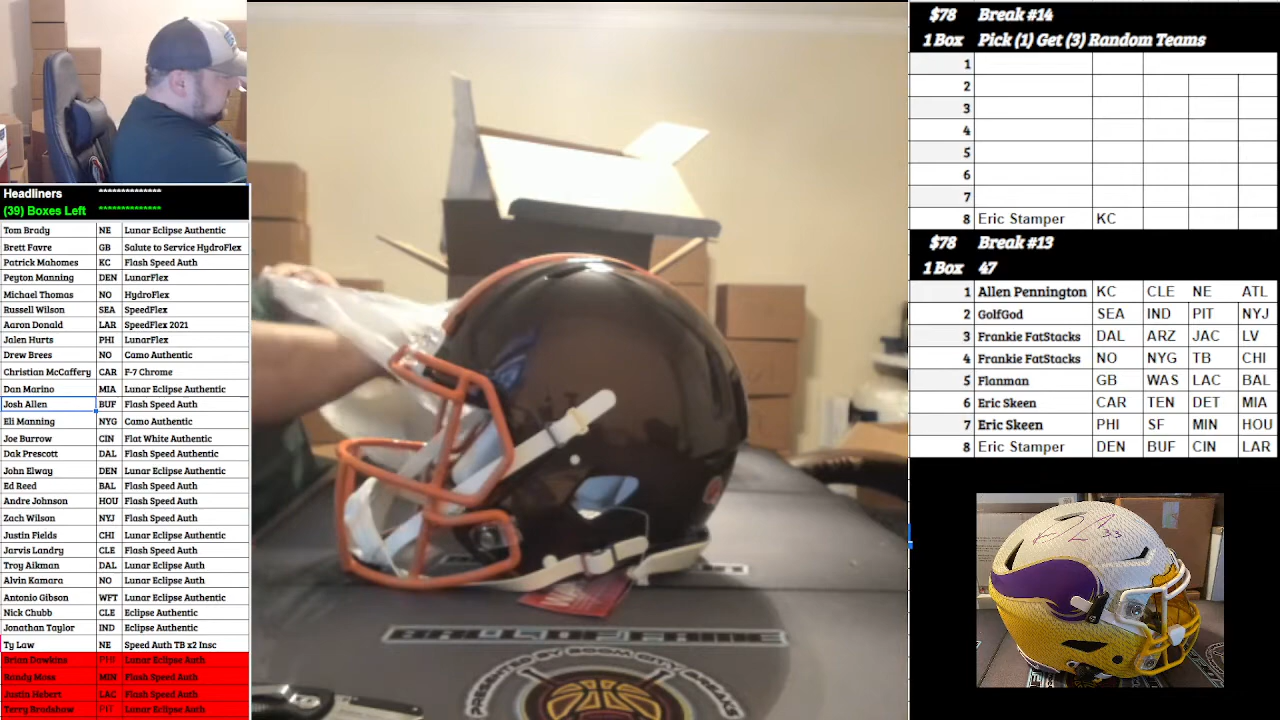 Headliners **************
(39) Boxes Left **************
Tom Brady NE Lunar Eclipse Authentic
Brett Favre GB Salute to Service HydroFlex
Patrick Mahomes KC Flash Speed Auth
Peyton Manning DEN LunarFlex
Michael Thomas NO HydroFlex
Russell Wilson SEA SpeedFlex
Aaron Donald LAR SpeedFlex 2021
Jalen Hurts PHI LunarFlex
Drew Brees NO Camo Authentic
Christian McCaffery CAR F-7 Chrome
Dan Marino MIA Lunar Eclipse Authentic
Josh Allen BUF Flash Speed Auth
Eli Manning NYG Camo Authentic
Joe Burrow CIN Flat White Authentic
Dak Prescott DAL Flash Speed Authentic
John Elway DEN Lunar Eclipse Authentic
Ed Reed BAL Flash Speed Auth
Andre Johnson HOU Flash Speed Auth
Zach Wilson NYJ Flash Speed Auth
Justin Fields CHI Lunar Eclipse Authentic
Jarvis Landry CLE Flash Speed Auth
Troy Aikman DAL Lunar Eclipse Auth
Alvin Kamara NO Lunar Eclipse Auth
Antonio Gibson WFT Lunar Eclipse Auth
Nick Chubb CLE Eclipse Authentic
Jonathan Taylor IND Eclipse Authentic
Ty Law NE Speed Auth TB x2 Insc
Brian Dawkins PHI Lunar Eclipse Auth
Randy Moss MIN Flash Speed Auth
Justin Hebert LAC Flash Speed Auth
Terry Bradshaw PIT Lunar Eclipse Auth
$78 Break #14
1 Box Pick (1) Get (3) Random Teams
1
2
3
4
5
6
7
8 Eric Stamper KC
$78 Break #13
1 Box 47
1 Allen Pennington KC CLE NE ATL
2 GolfGod SEA IND PIT NYJ
3 Frankie FatStacks DAL ARZ JAC LV
4 Frankie FatStacks NO NYG TB CHI
5 Flanman GB WAS LAC BAL
6 Eric Skeen CAR TEN DET MIA
7 Eric Skeen PHI SF MIN HOU
8 Eric Stamper DEN BUF CIN LAR
BALL OF FAME
PRESENTED BY BOOM CITY
33